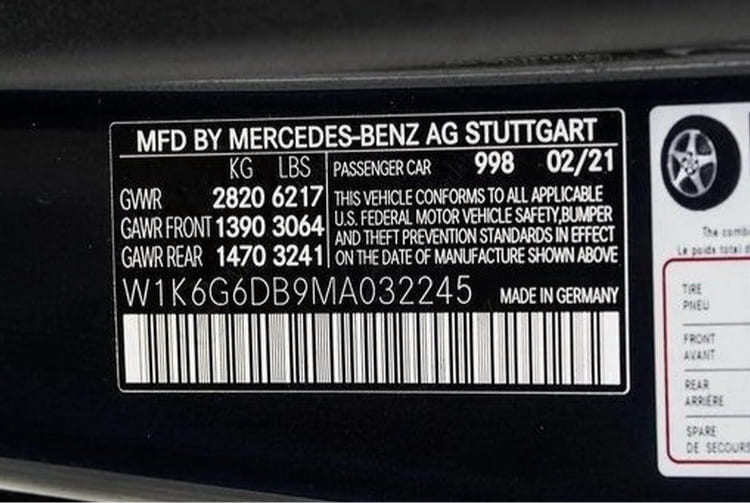 MFD BY MERCEDES-BENZ AG STUTTGART
KG LBS
GVWR 2820 6217
GAWR FRONT 1390 3064
GAWR REAR 1470 3241
PASSENGER CAR 998 02/21
THIS VEHICLE CONFORMS TO ALL APPLICABLE
U.S. FEDERAL MOTOR VEHICLE SAFETY,BUMPER
AND THEFT PREVENTION STANDARDS IN EFFECT
ON THE DATE OF MANUFACTURE SHOWN ABOVE
W1K6G6DB9MA032245 MADE IN GERMANY
The
Le poids total
TIRE
PNEU
FRONT
AVANT
REAR
ARRIÈRE
SPARE
DE SECOURS